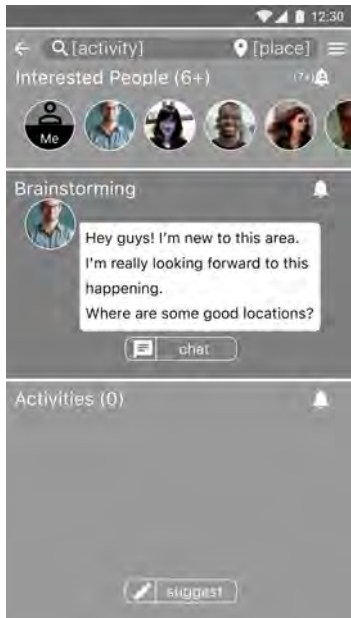 12:30
[activity] [place]
Interested People (6+) (7+)
Me
Brainstorming
Hey guys! I'm new to this area.
I'm really looking forward to this
happening.
Where are some good locations?
chat
Activities (0)
suggest